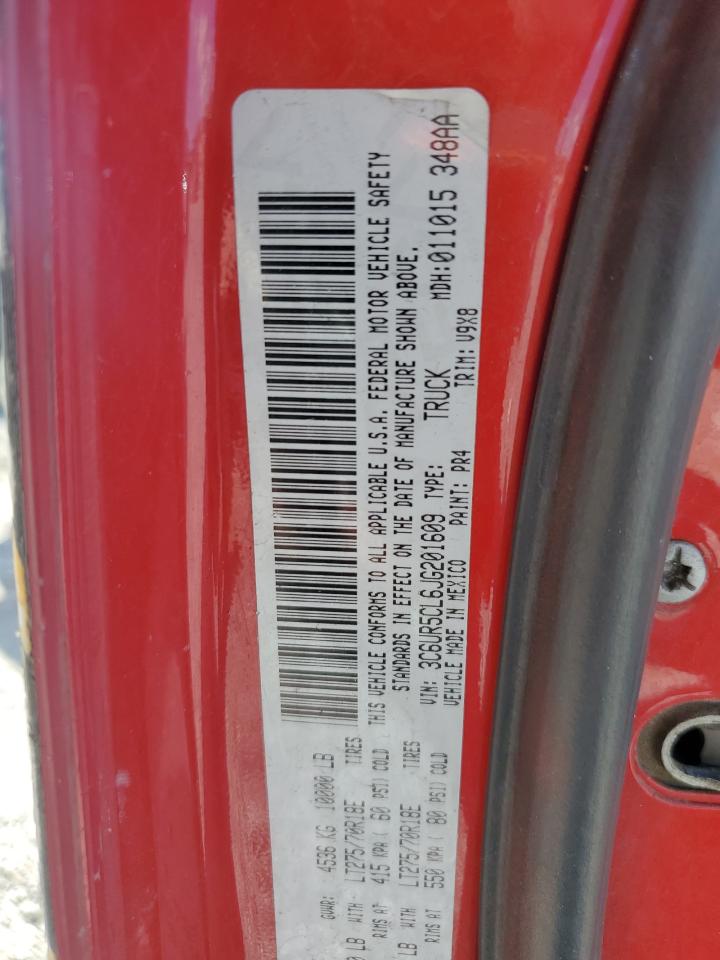 GVWR: 4536 KG 10000 LB
LB WITH LT275/70R18E TIRES
RIMS AT 415 KPA ( 60 PSI) COLD
LB WITH LT275/70R18E TIRES
RIMS AT 550 KPA ( 80 PSI) COLD
THIS VEHICLE CONFORMS TO ALL APPLICABLE U.S.A. FEDERAL MOTOR VEHICLE SAFETY
STANDARDS IN EFFECT ON THE DATE OF MANUFACTURE SHOWN ABOVE.
VIN: 3C6UR5CL6JG201609 TYPE: TRUCK MDH:011015 348AA
VEHICLE MADE IN MEXICO PAINT: PR4 TRIM: V9X8